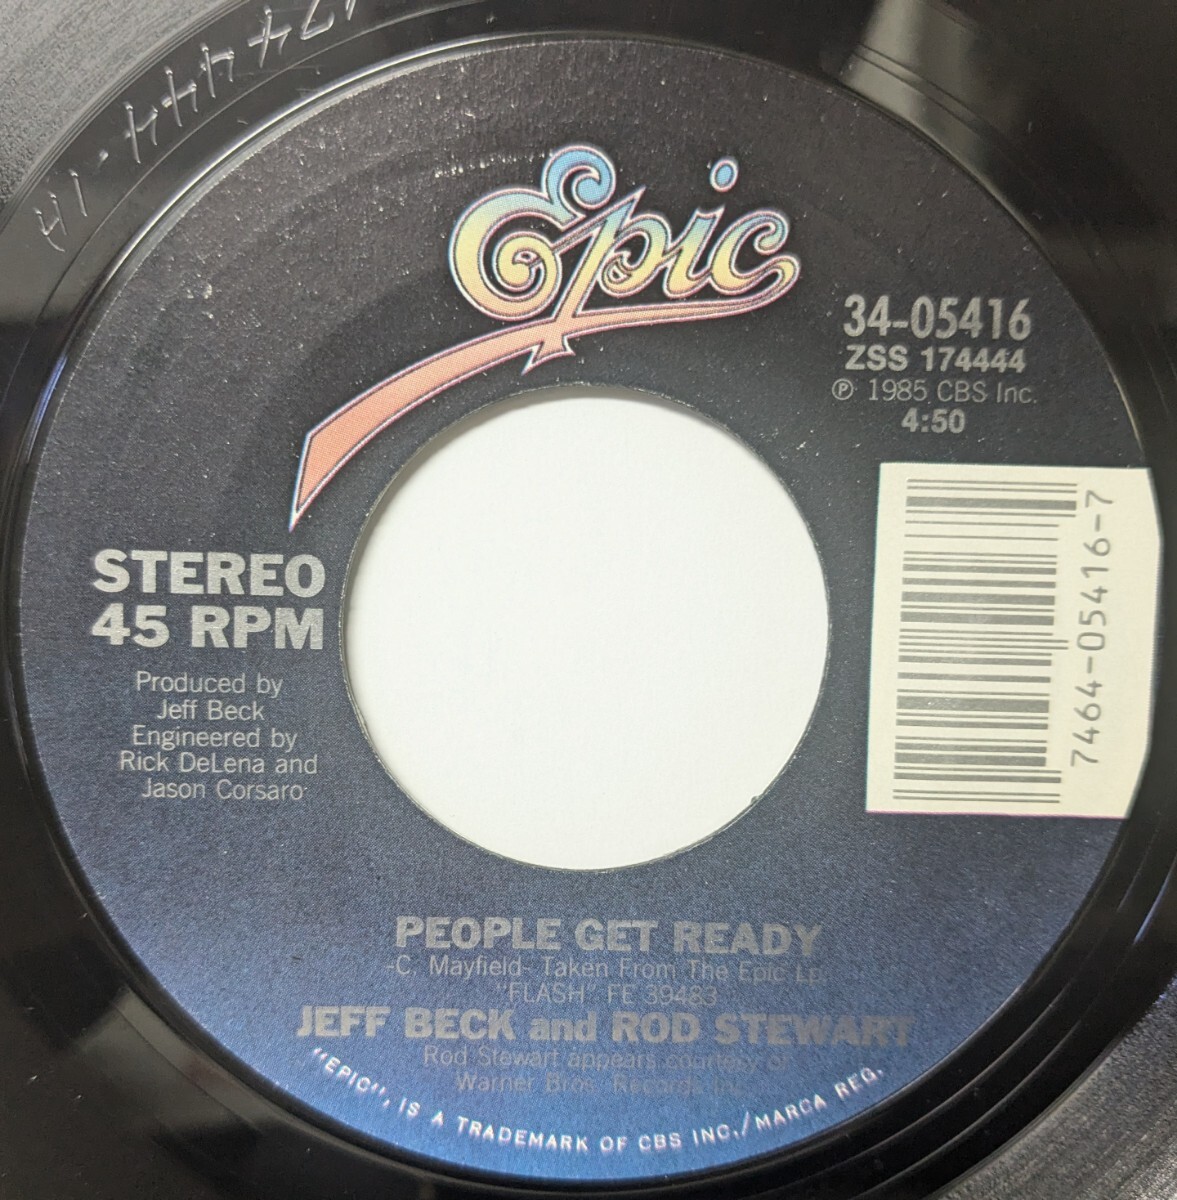 Epic
34-05416
ZSS 174444
Ⓟ 1985 CBS Inc.
4:50
7464-05416-7
STEREO
45 RPM
Produced by
Jeff Beck
Engineered by
Rick DeLena and
Jason Corsaro
PEOPLE GET READY
-C. Mayfield- Taken From The Epic Lp
"FLASH" FE 39483
JEFF BECK and ROD STEWART
Rod Stewart appears courtesy of
Warner Bros. Records Inc.
"EPIC", IS A TRADEMARK OF CBS INC./MARCA REG.